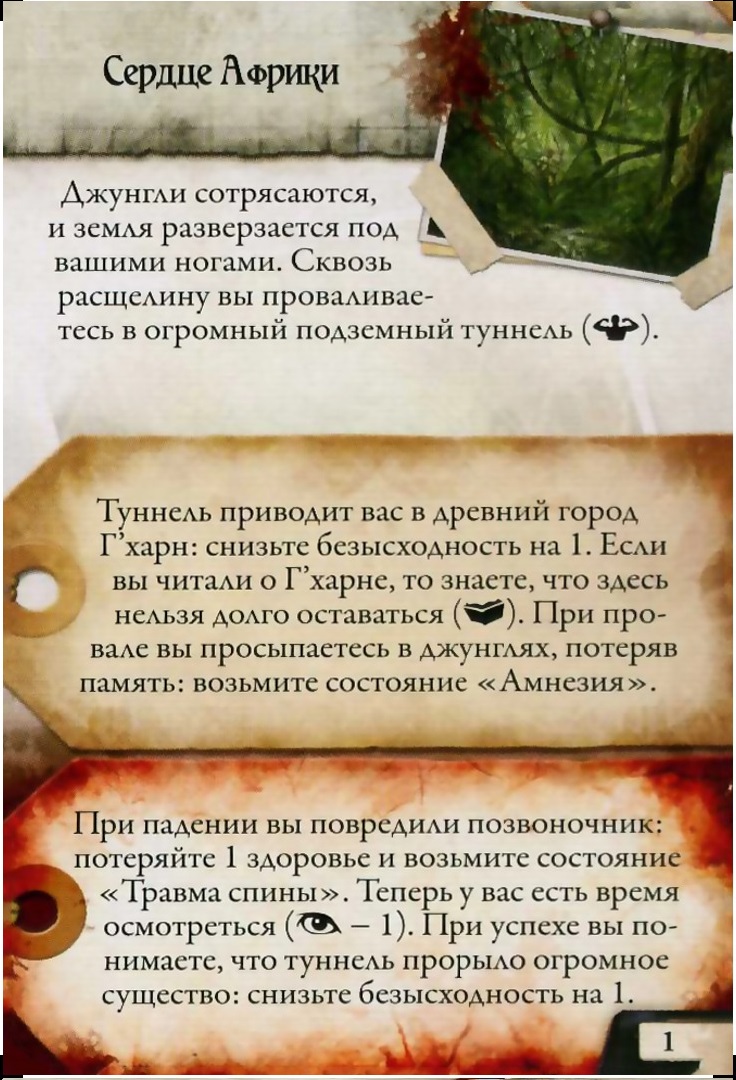 Сердце Африки
Джунгли сотрясаются,
и земля разверзается под
вашими ногами. Сквозь
расщелину вы проваливае-
тесь в огромный подземный туннель ( ).
Туннель приводит вас в древний город
Г’харн: снизьте безысходность на 1. Если
вы читали о Г’харне, то знаете, что здесь
нельзя долго оставаться ( ). При про-
вале вы просыпаетесь в джунглях, потеряв
память: возьмите состояние «Амнезия».
При падении вы повредили позвоночник:
потеряйте 1 здоровье и возьмите состояние
«Травма спины». Теперь у вас есть время
осмотреться ( – 1). При успехе вы по-
нимаете, что туннель прорыло огромное
существо: снизьте безысходность на 1.
1